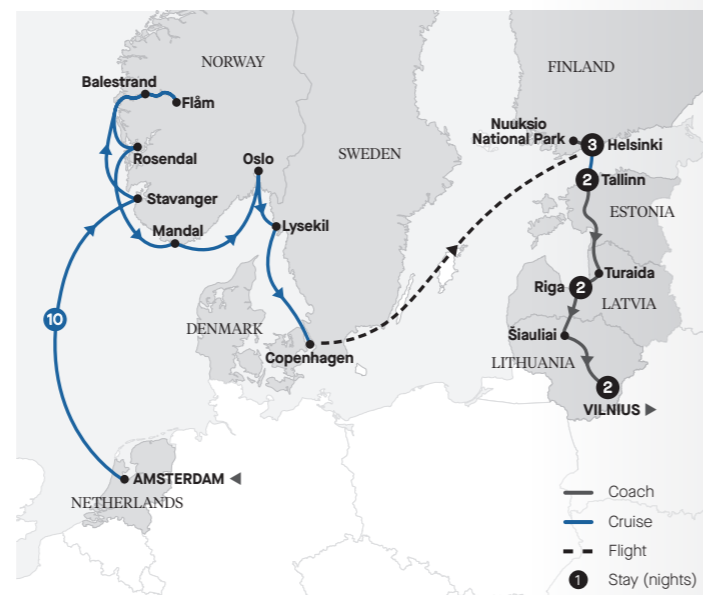 NORWAY
FINLAND
Balestrand
Flåm
Nuuksio
National Park
3
Helsinki
Rosendal
Oslo
SWEDEN
2
Tallinn
Stavanger
ESTONIA
Mandal
Lysekil
Turaida
Riga
2
LATVIA
10
DENMARK
Šiauliai
Copenhagen
LITHUANIA
2
VILNIUS ▶
AMSTERDAM ◀
NETHERLANDS
Coach
Cruise
Flight
1 Stay (nights)